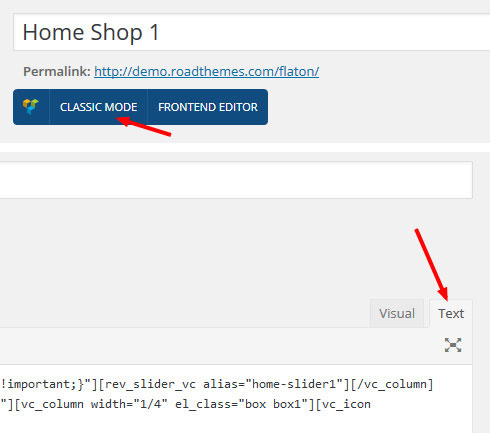 Home Shop 1
Permalink: http://demo.roadthemes.com/flaton/
CLASSIC MODE FRONTEND EDITOR
Visual Text
!important;}"][rev_slider_vc alias="home-slider1"][/vc_column]
"][vc_column width="1/4" el_class="box box1"][vc_icon